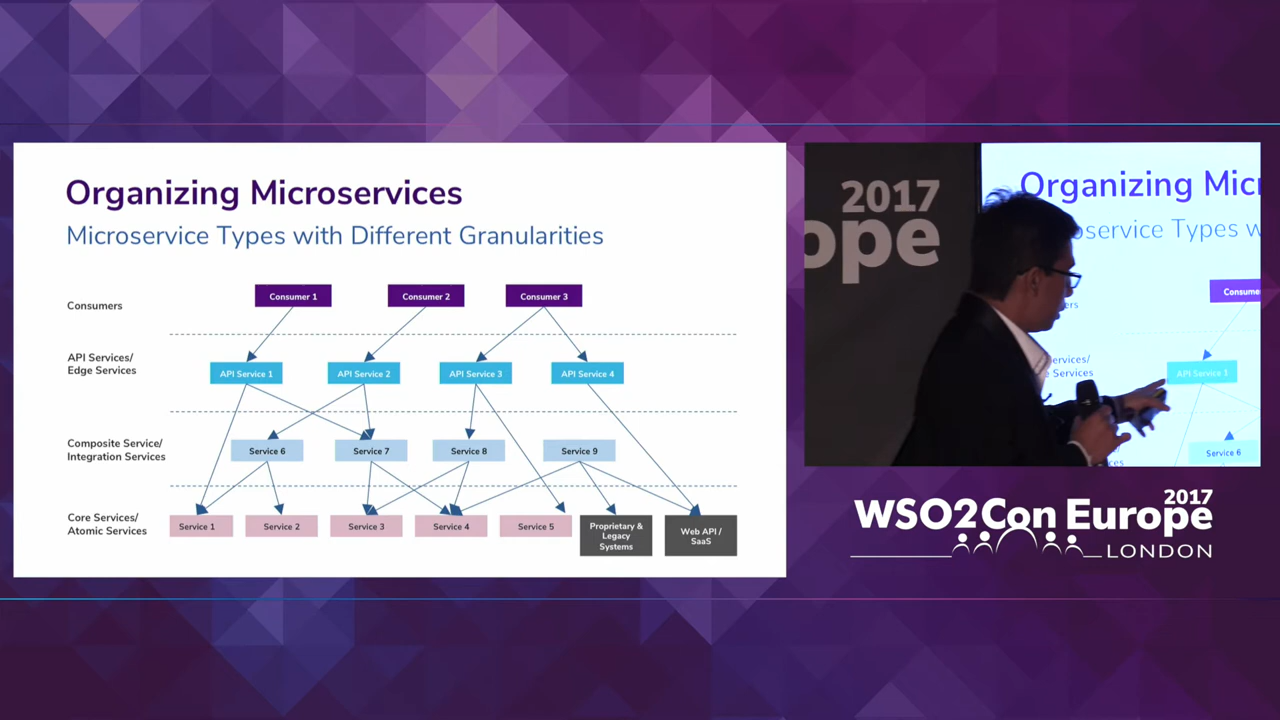 Organizing Microservices
Microservice Types with Different Granularities
Consumers
Consumer 1
Consumer 2
Consumer 3
API Services/
Edge Services
API Service 1
API Service 2
API Service 3
API Service 4
Composite Service/
Integration Services
Service 6
Service 7
Service 8
Service 9
Core Services/
Atomic Services
Service 1
Service 2
Service 3
Service 4
Service 5
Proprietary &
Legacy
Systems
Web API /
SaaS
2017
ope
Organizing Micr
oservice Types w
Consume
ers
ervices/
e Services
API Service 1
Service 6
ces
2017
WSO2Con Europe
LONDON